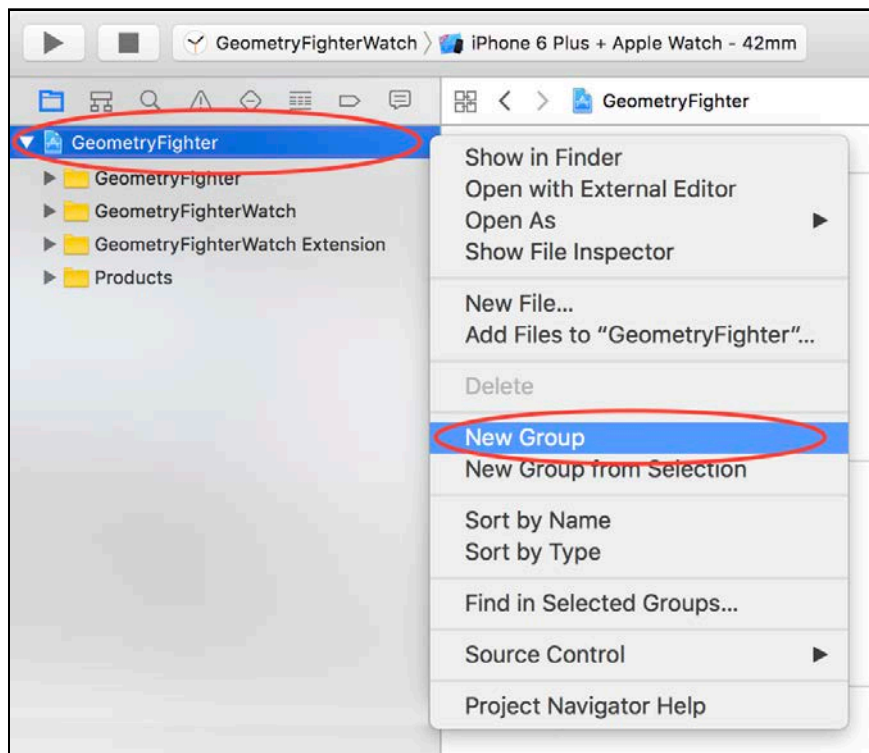 GeometryFighterWatch iPhone 6 Plus + Apple Watch - 42mm
GeometryFighter
GeometryFighter
GeometryFighter
GeometryFighterWatch
GeometryFighterWatch Extension
Products
Show in Finder
Open with External Editor
Open As
Show File Inspector
New File...
Add Files to “GeometryFighter”...
Delete
New Group
New Group from Selection
Sort by Name
Sort by Type
Find in Selected Groups...
Source Control
Project Navigator Help